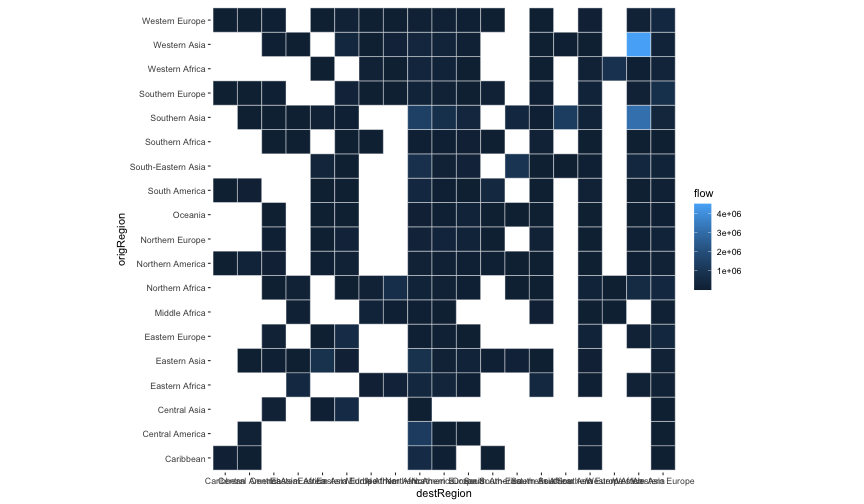 Western Europe
Western Asia
Western Africa
Southern Europe
Southern Asia
Southern Africa
South-Eastern Asia
South America
Oceania
Northern Europe
Northern America
Northern Africa
Middle Africa
Eastern Europe
Eastern Asia
Eastern Africa
Central Asia
Central America
Caribbean
origRegion
destRegion
flow
4e+06
3e+06
2e+06
1e+06